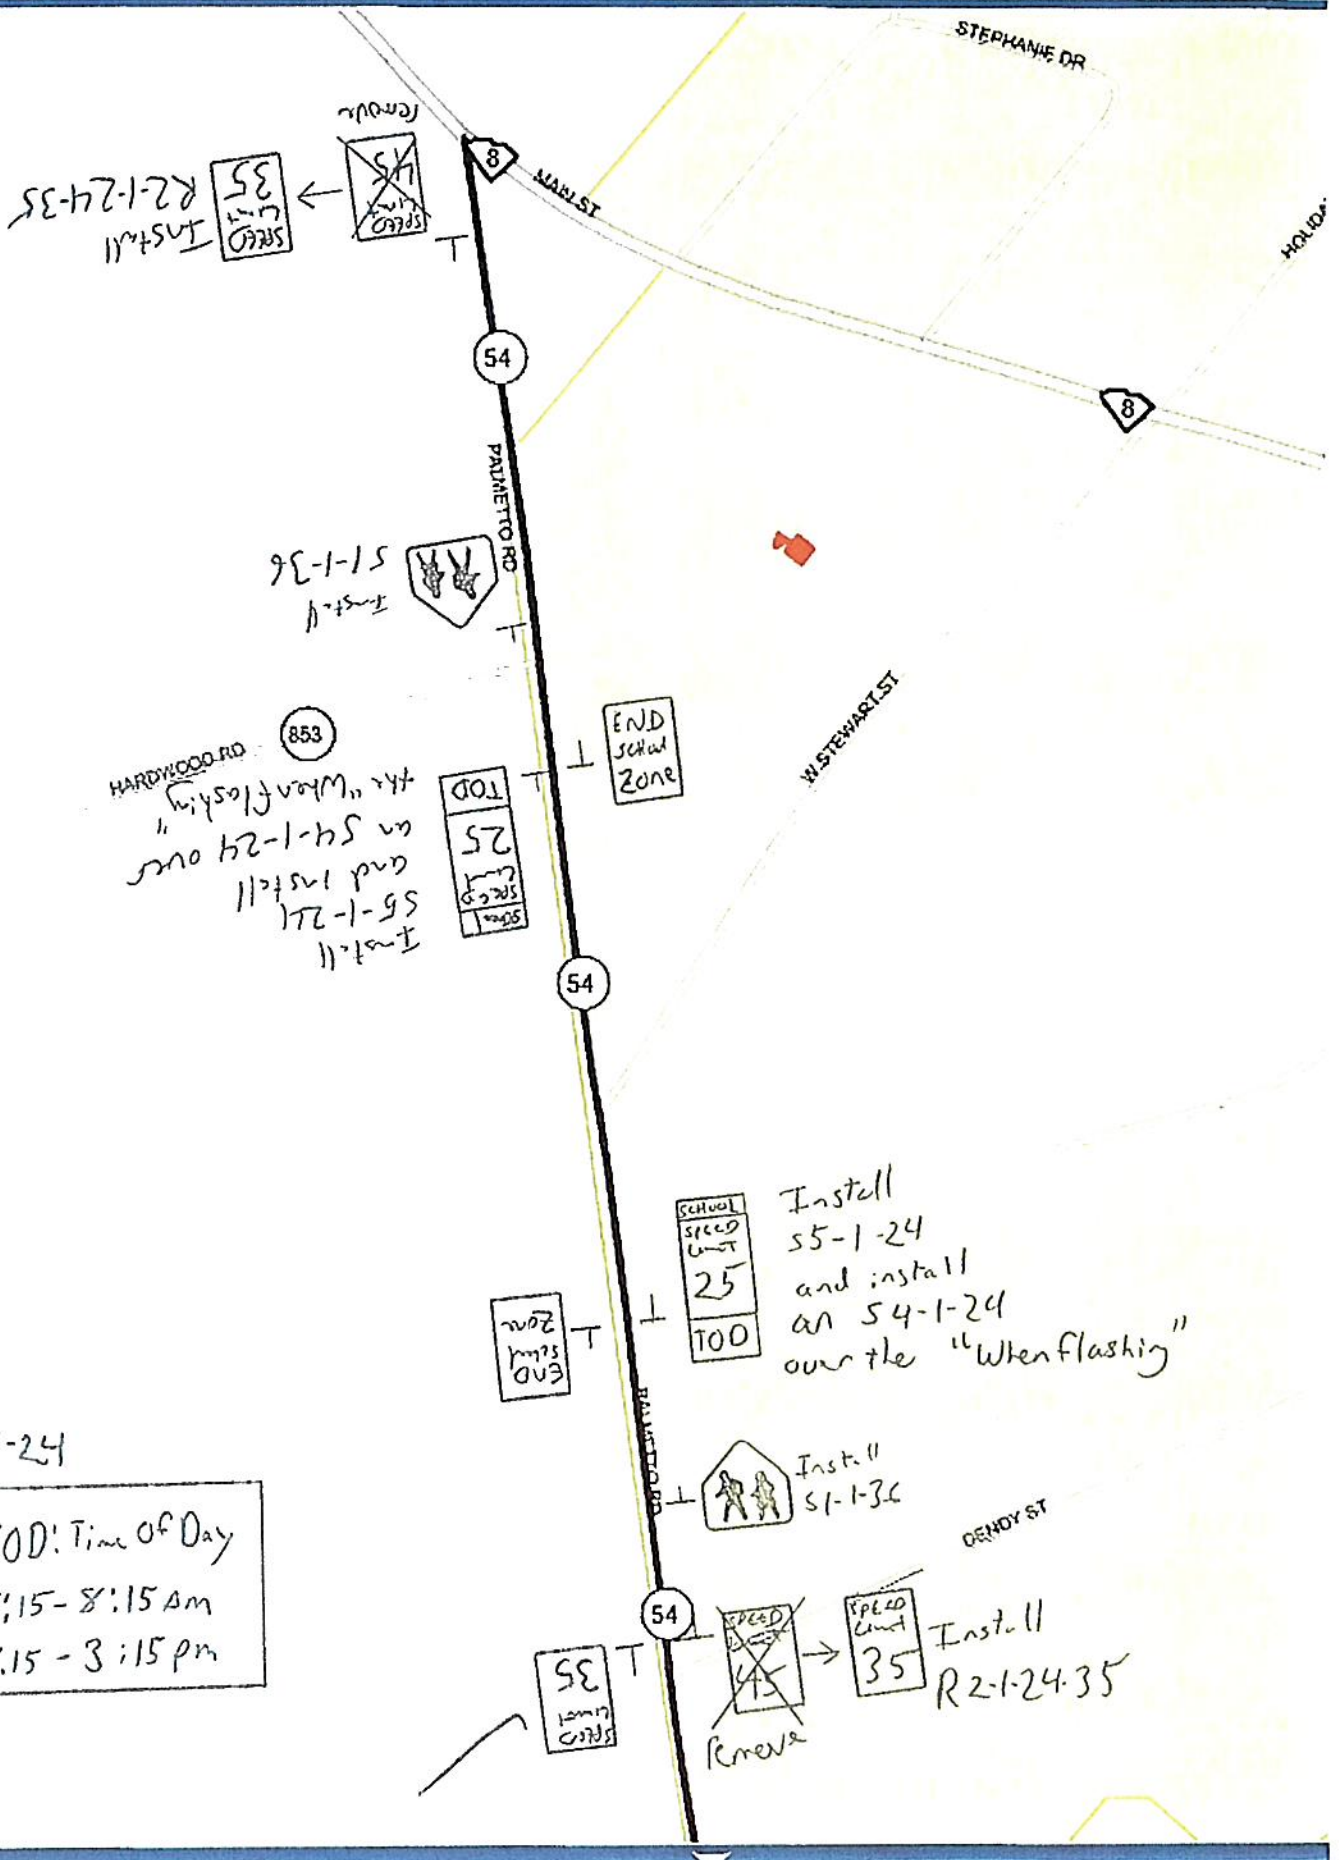 STEPHANIE DR
remove
SPEED
Limit
45
SPEED
Limit
35
Install
R2-1-24-35
8
MAIN ST
54
8
PALMETTO RD
S1-1-36
Install
W.STEWART.ST
END
School
Zone
853
HARDWOOD.RD
School
SPEED
Limit
25
TOD
Install
S5-1-24
and install
an S4-1-24 over
the "When flashing"
54
SCHOOL
SPEED
Limit
25
TOD
Install
S5-1-24
and install
an S4-1-24
over the "When flashing"
END
School
Zone
PALMETTO RD
Install
S1-1-36
DENDY ST
-24
OD: Time Of Day
:15 - 8:15 Am
:15 - 3:15 pm
54
SPEED
Limit
45
Remove
SPEED
Limit
35
Install
R2-1-24-35
SPEED
Limit
35